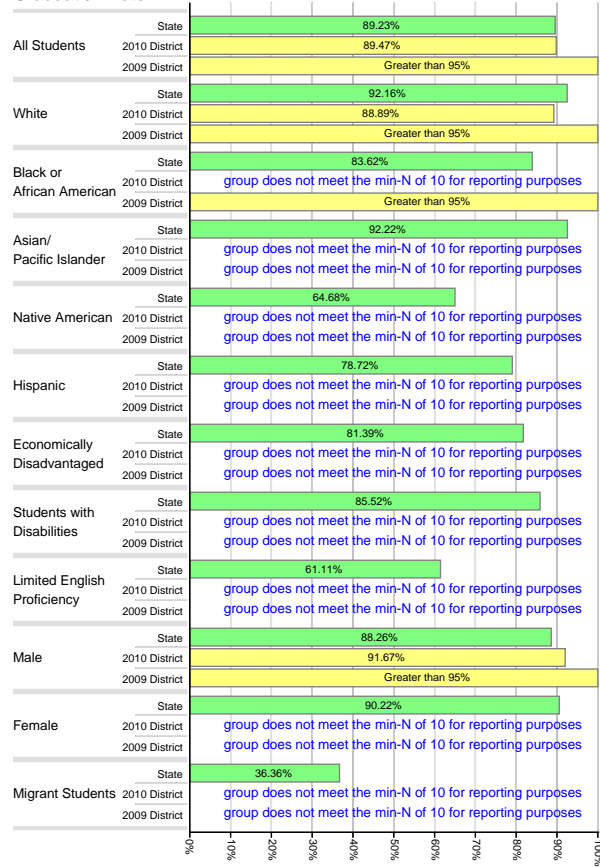 All Students
State
89.23%
2010 District
89.47%
2009 District
Greater than 95%
White
State
92.16%
2010 District
88.89%
2009 District
Greater than 95%
Black or
African American
State
83.62%
2010 District
group does not meet the min-N of 10 for reporting purposes
2009 District
Greater than 95%
Asian/
Pacific Islander
State
92.22%
2010 District
group does not meet the min-N of 10 for reporting purposes
2009 District
group does not meet the min-N of 10 for reporting purposes
Native American
State
64.68%
2010 District
group does not meet the min-N of 10 for reporting purposes
2009 District
group does not meet the min-N of 10 for reporting purposes
Hispanic
State
78.72%
2010 District
group does not meet the min-N of 10 for reporting purposes
2009 District
group does not meet the min-N of 10 for reporting purposes
Economically
Disadvantaged
State
81.39%
2010 District
group does not meet the min-N of 10 for reporting purposes
2009 District
group does not meet the min-N of 10 for reporting purposes
Students with
Disabilities
State
85.52%
2010 District
group does not meet the min-N of 10 for reporting purposes
2009 District
group does not meet the min-N of 10 for reporting purposes
Limited English
Proficiency
State
61.11%
2010 District
group does not meet the min-N of 10 for reporting purposes
2009 District
group does not meet the min-N of 10 for reporting purposes
Male
State
88.26%
2010 District
91.67%
2009 District
Greater than 95%
Female
State
90.22%
2010 District
group does not meet the min-N of 10 for reporting purposes
2009 District
group does not meet the min-N of 10 for reporting purposes
Migrant Students
State
36.36%
2010 District
group does not meet the min-N of 10 for reporting purposes
2009 District
group does not meet the min-N of 10 for reporting purposes
0%
10%
20%
30%
40%
50%
60%
70%
80%
90%
100%